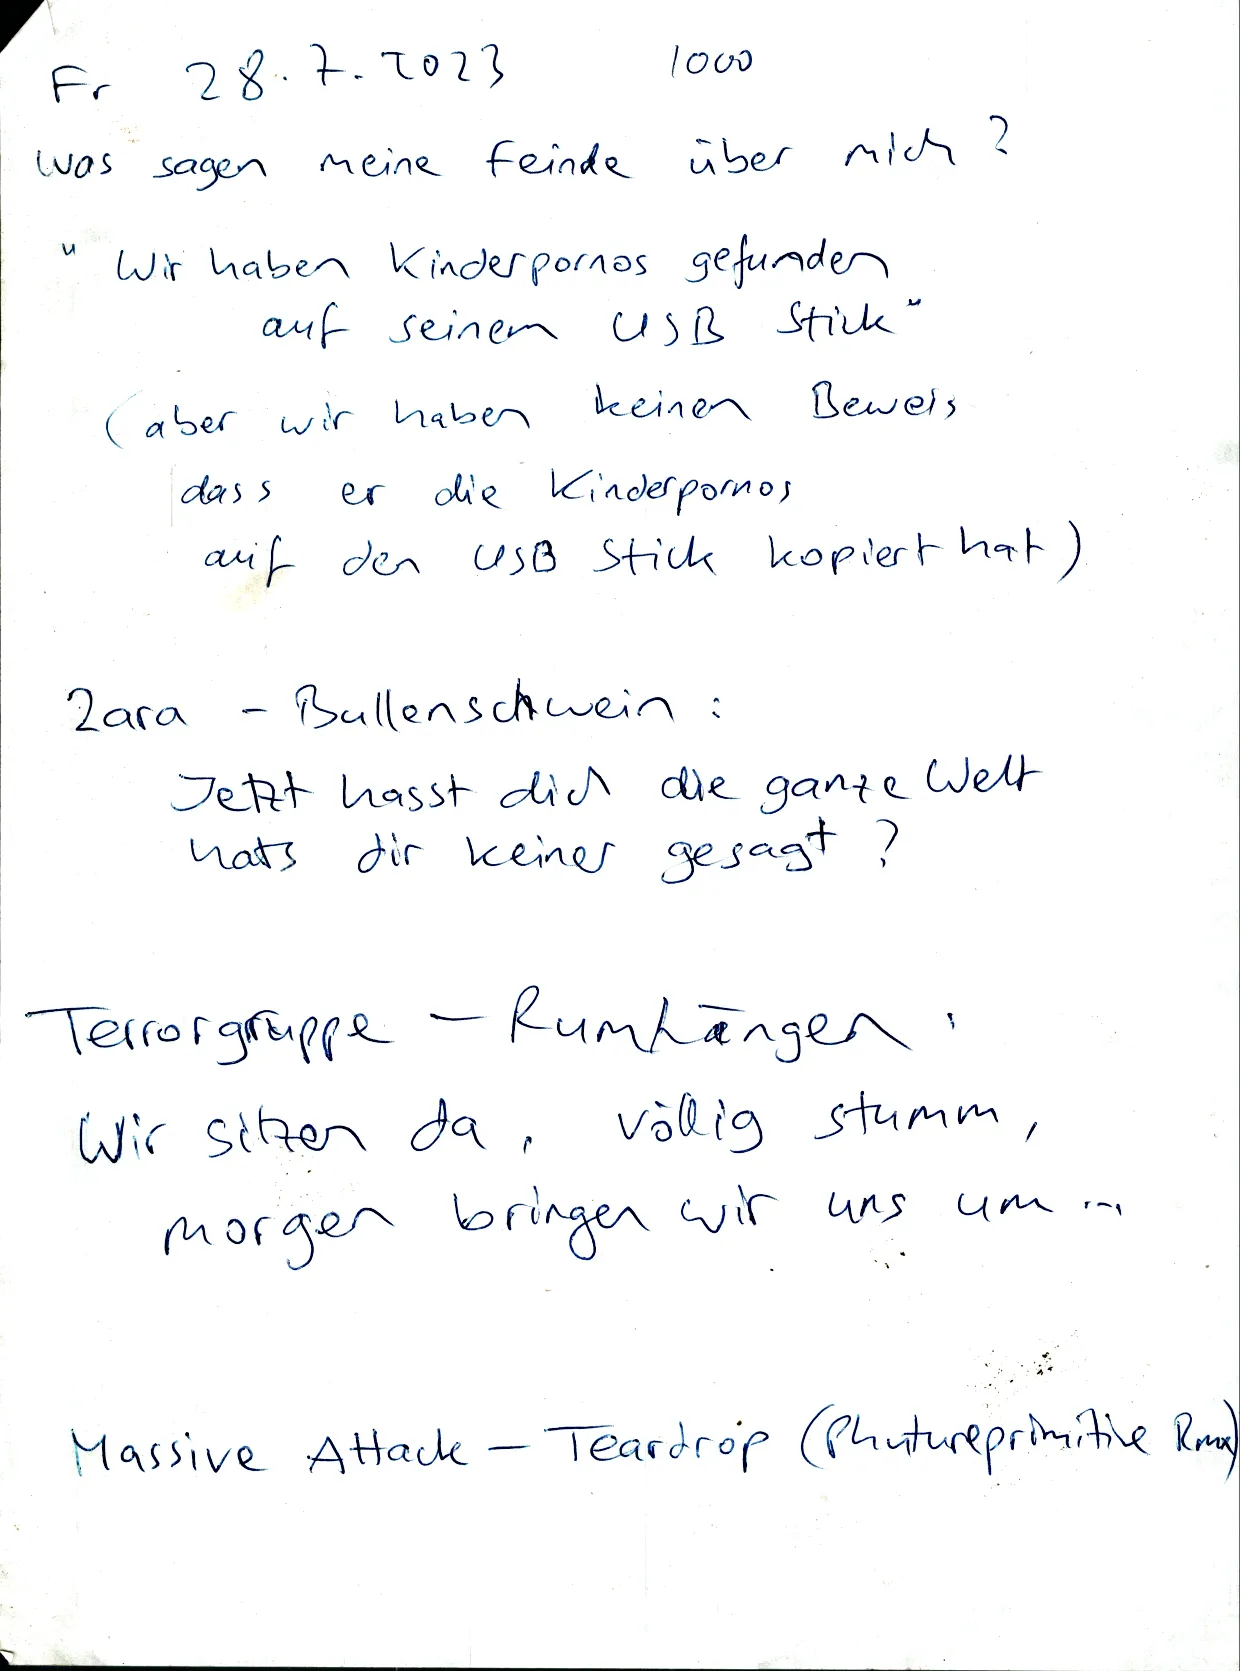 Fr 28.7.2023 1000
was sagen meine Feinde über mich?
"Wir haben Kinderpornos gefunden
auf seinem USB Stick"
(aber wir haben keinen Beweis
dass er die Kinderpornos
auf den USB Stick kopiert hat)
Zara - Bullenschwein:
Jetzt hasst dich die ganze Welt
hats dir keiner gesagt?
Terrorgruppe - Rumhängen:
Wir sitzen da, völlig stumm,
morgen bringen wir uns um...
Massive Attack - Teardrop (Phutureprimitive Rmx)